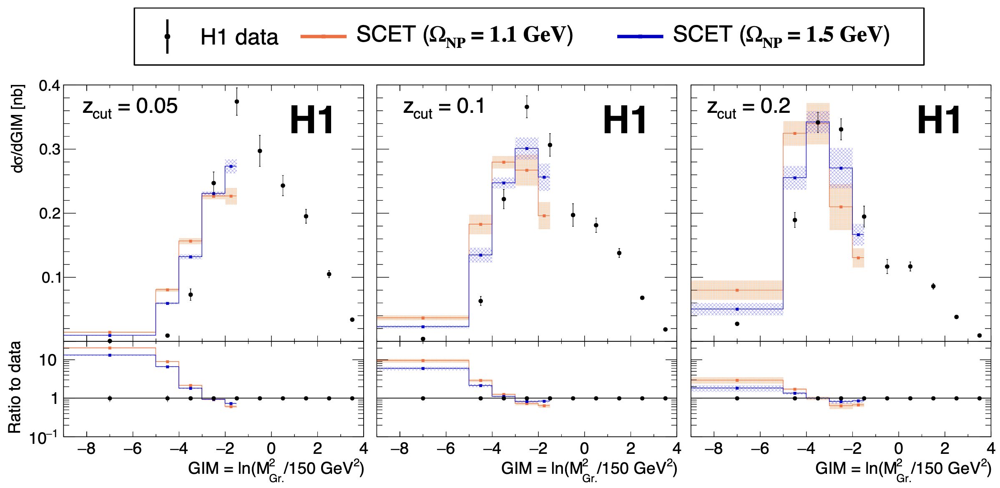 H1 data SCET (Ω_NP = 1.1 GeV) SCET (Ω_NP = 1.5 GeV)
dσ/dGIM [nb]
0.4
0.3
0.2
0.1
z_cut = 0.05 H1
z_cut = 0.1 H1
z_cut = 0.2 H1
Ratio to data
10
1
10⁻¹
−8 −6 −4 −2 0 2 4
−8 −6 −4 −2 0 2 4
−8 −6 −4 −2 0 2 4
GIM = ln(M²_Gr./150 GeV²)
GIM = ln(M²_Gr./150 GeV²)
GIM = ln(M²_Gr./150 GeV²)